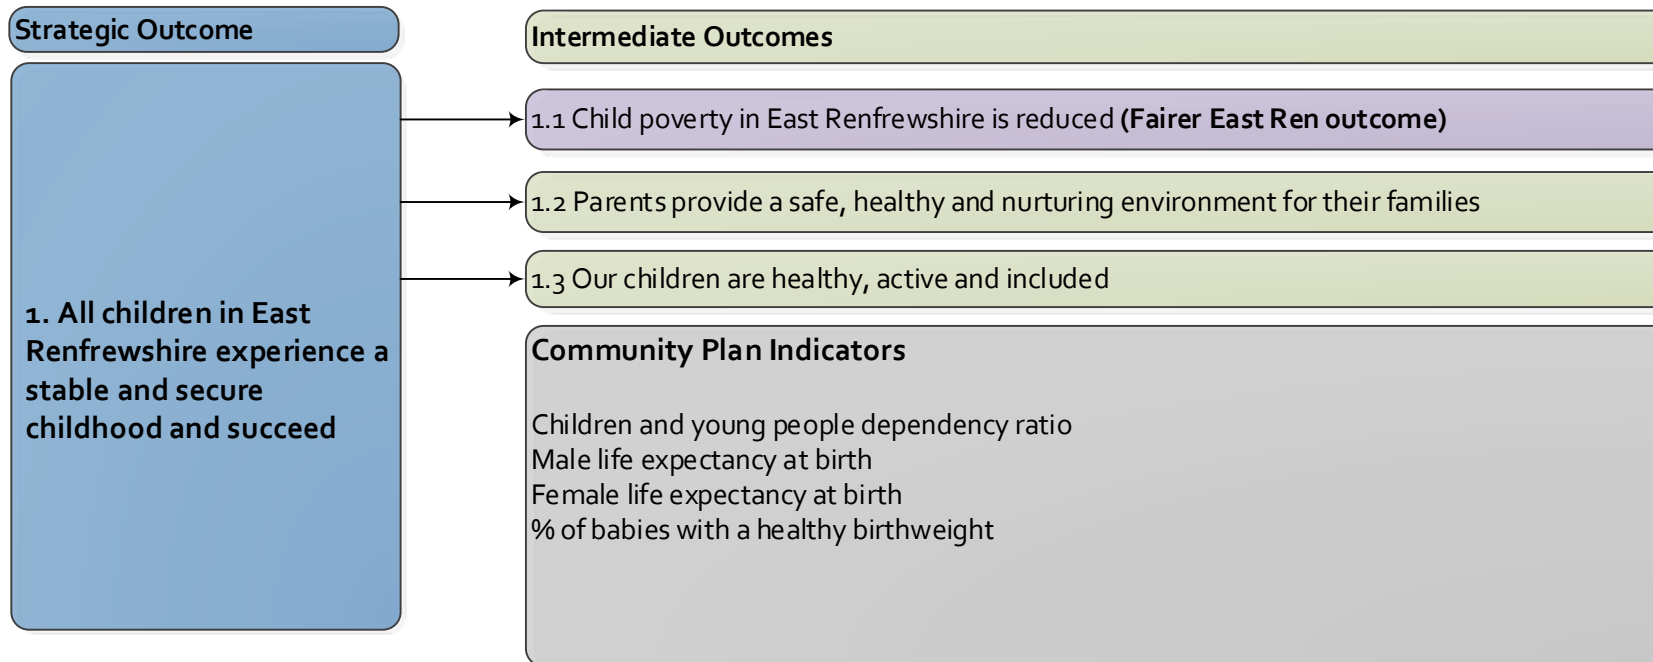 Strategic Outcome
1. All children in East
Renfrewshire experience a
stable and secure
childhood and succeed
Intermediate Outcomes
1.1 Child poverty in East Renfrewshire is reduced (Fairer East Ren outcome)
1.2 Parents provide a safe, healthy and nurturing environment for their families
1.3 Our children are healthy, active and included
Community Plan Indicators
Children and young people dependency ratio
Male life expectancy at birth
Female life expectancy at birth
% of babies with a healthy birthweight